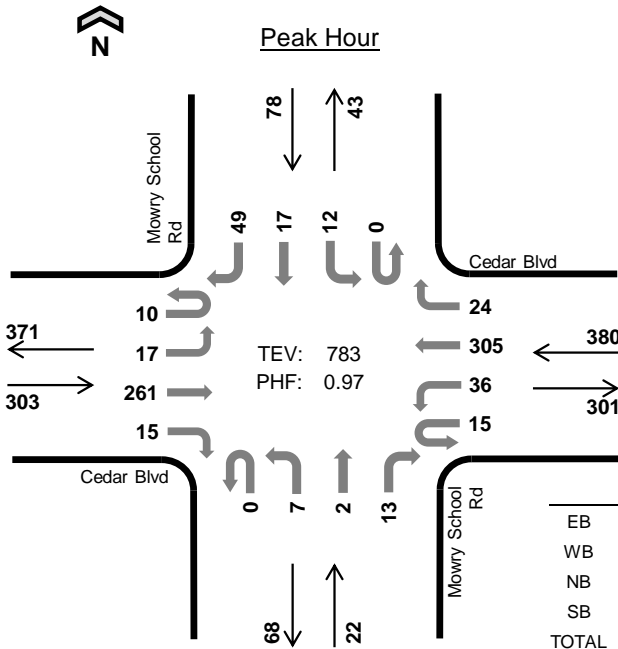 N
Peak Hour
78
43
Mowry School
Rd
49
17
12
0
Cedar Blvd
10
24
371
17
TEV: 783
305
380
PHF: 0.97
303
261
36
301
15
15
Cedar Blvd
0
7
2
13
Mowry School
Rd
EB
WB
NB
68
22
SB
TOTAL